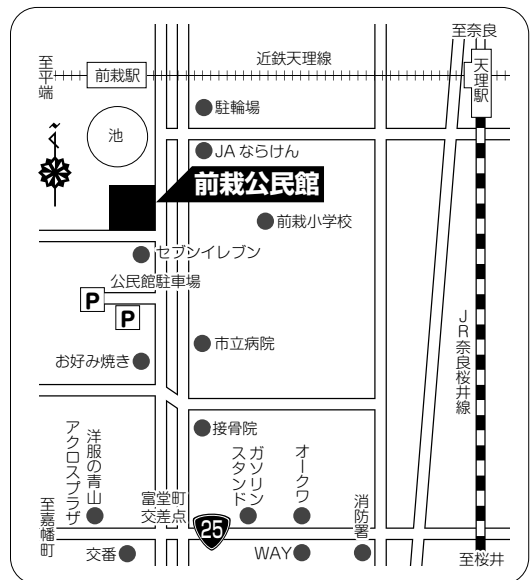 至奈良
至平端
前栽駅
近鉄天理線
天理駅
駐輪場
池
JAならけん
前栽公民館
前栽小学校
セブンイレブン
公民館駐車場
P
P
市立病院
JR奈良桜井線
お好み焼き
接骨院
アクロスプラザ
洋服の青山
富堂町
交差点
ガソリン
スタンド
オークワ
消防署
至嘉幡町
25
交番
WAY
至桜井